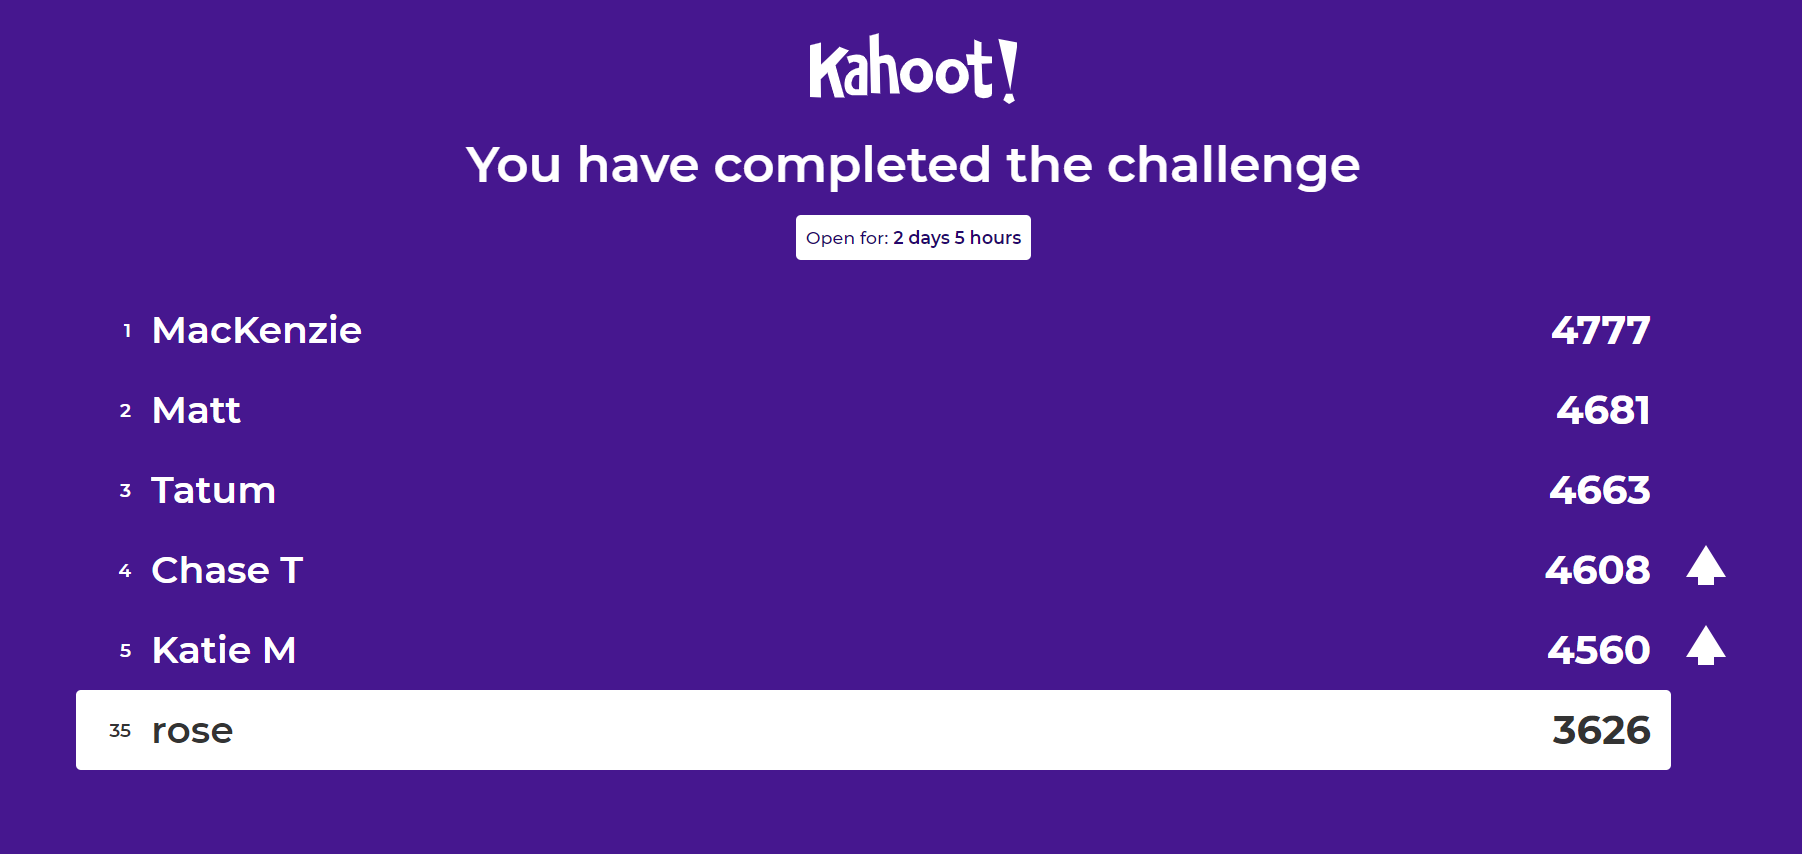 Kahoot!
You have completed the challenge
Open for: 2 days 5 hours
1 MacKenzie 4777
2 Matt 4681
3 Tatum 4663
4 Chase T 4608
5 Katie M 4560
35 rose 3626